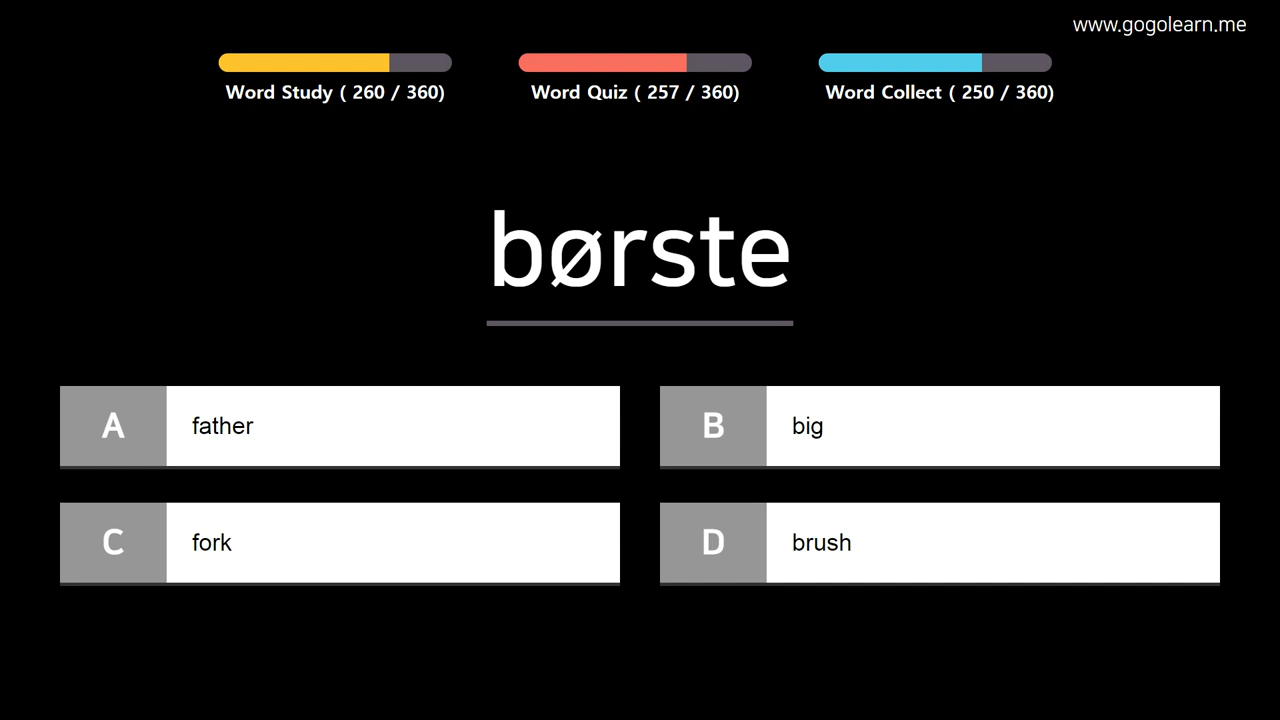 www.gogolearn.me
Word Study ( 260 / 360)
Word Quiz ( 257 / 360)
Word Collect ( 250 / 360)
børste
A father
B big
C fork
D brush